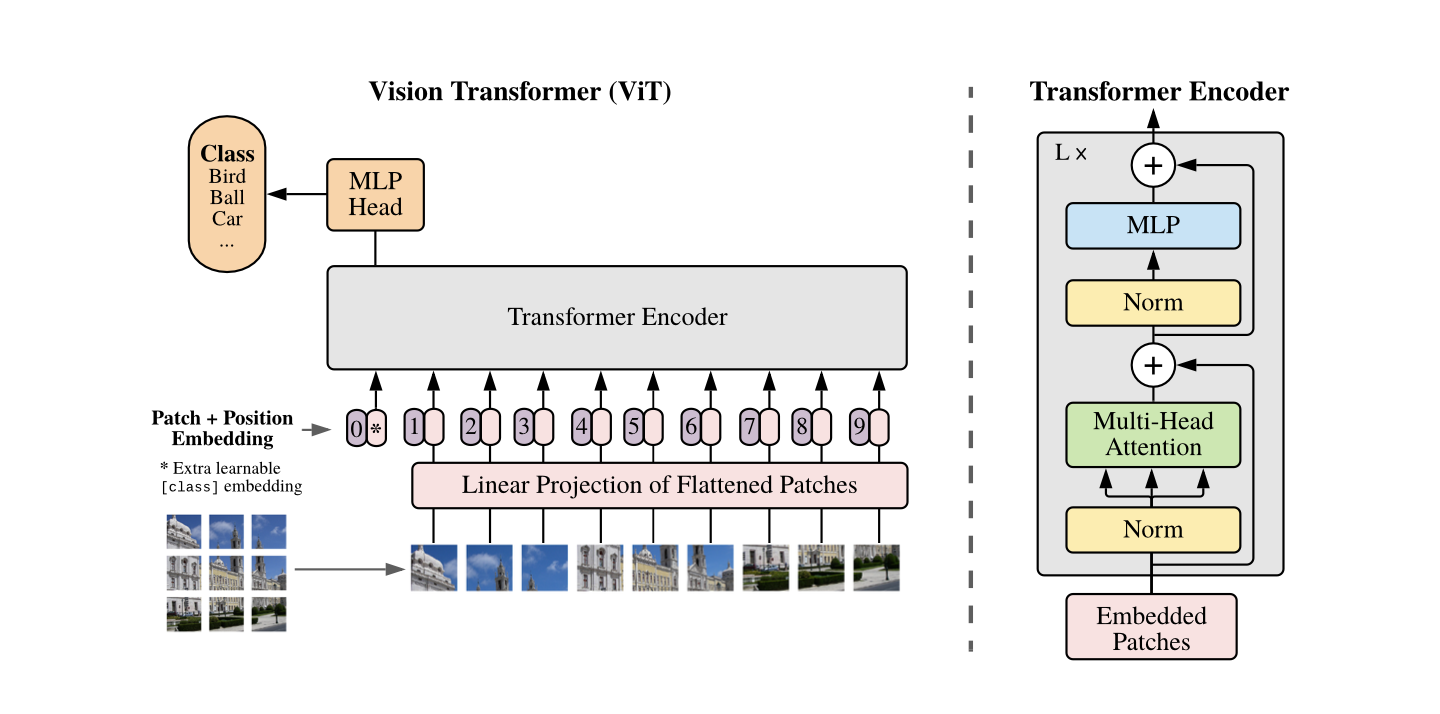 Vision Transformer (ViT)
Class
Bird
Ball
Car
...
MLP
Head
Transformer Encoder
Patch + Position
Embedding
0 * 1 2 3 4 5 6 7 8 9
* Extra learnable
[class] embedding
Linear Projection of Flattened Patches
Transformer Encoder
L ×
+
MLP
Norm
+
Multi-Head
Attention
Norm
Embedded
Patches